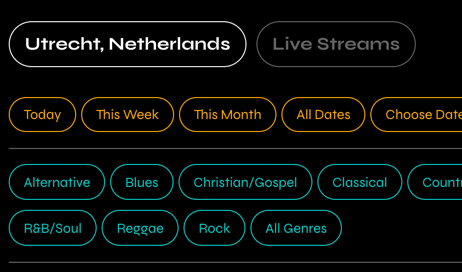 Utrecht, Netherlands Live Streams
Today This Week This Month All Dates Choose Date
Alternative Blues Christian/Gospel Classical Countr
R&B/Soul Reggae Rock All Genres